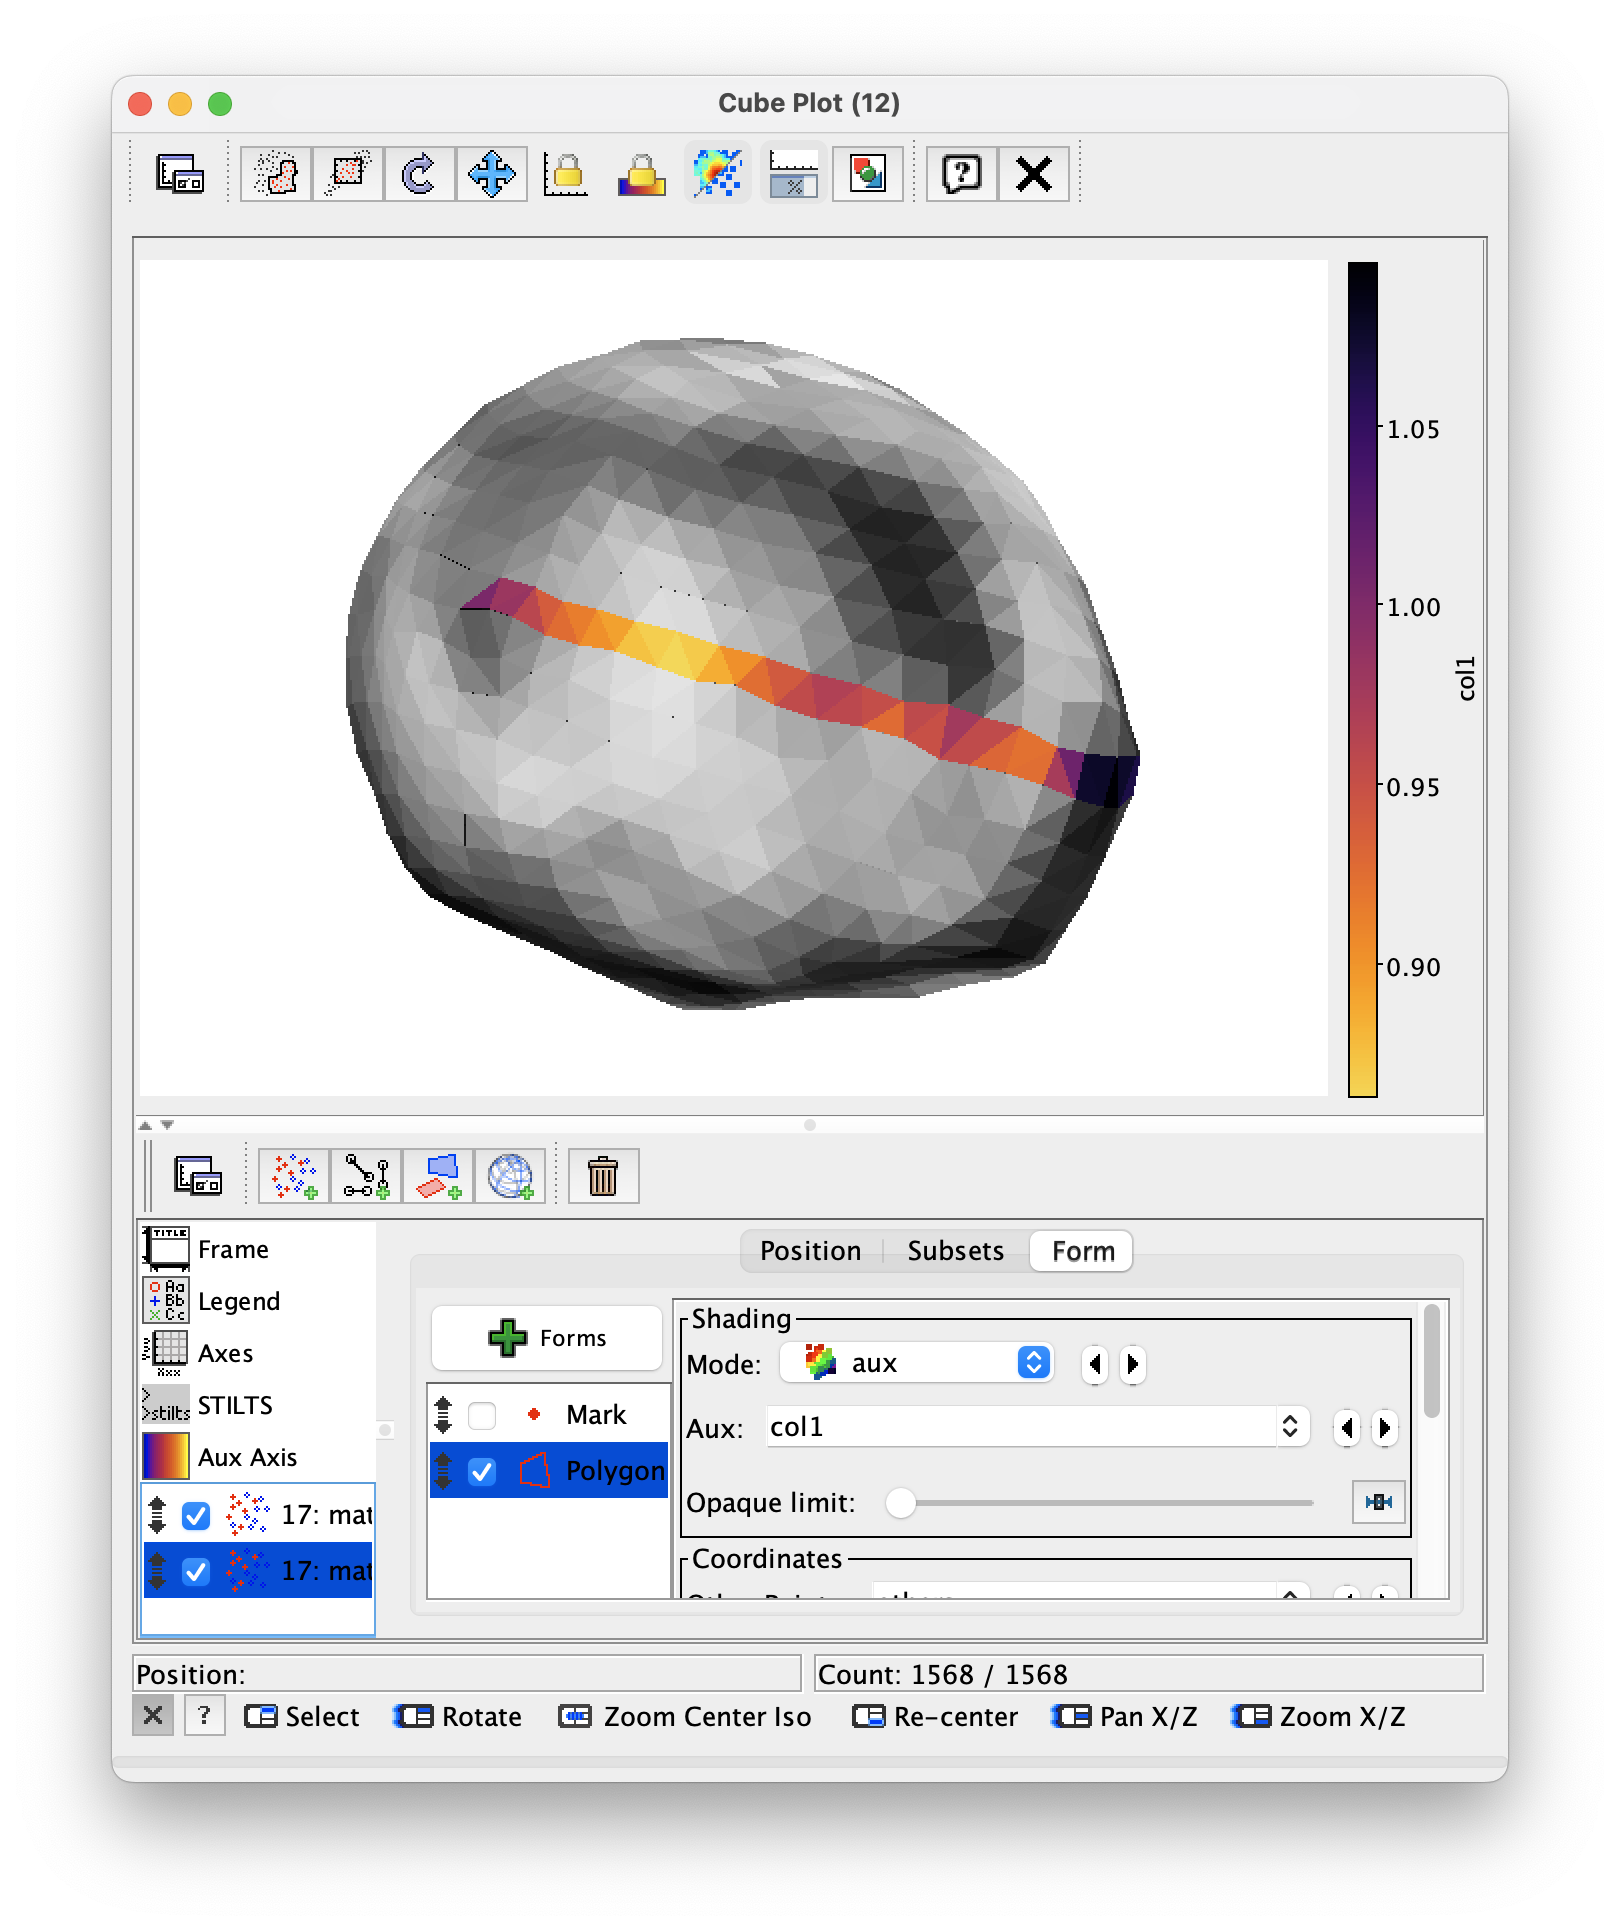 Cube Plot (12)
1.05
1.00
0.95
0.90
col1
Frame
Legend
Axes
STILTS
Aux Axis
17: mat
17: mat
Position
Subsets
Form
Forms
Mark
Polygon
Shading
Mode: aux
Aux: col1
Opaque limit:
Coordinates
Position:
Count: 1568 / 1568
Select
Rotate
Zoom Center Iso
Re-center
Pan X/Z
Zoom X/Z